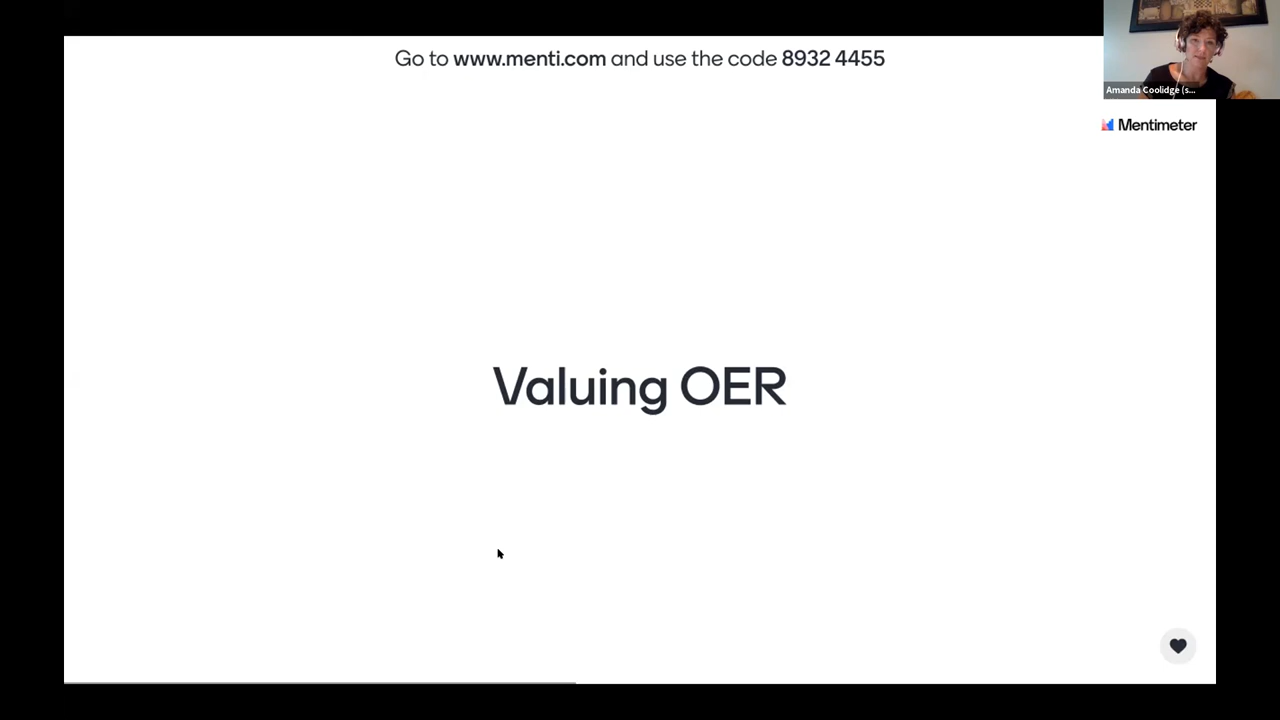 Go to www.menti.com and use the code 8932 4455
Amanda Coolidge (s...
Mentimeter
Valuing OER